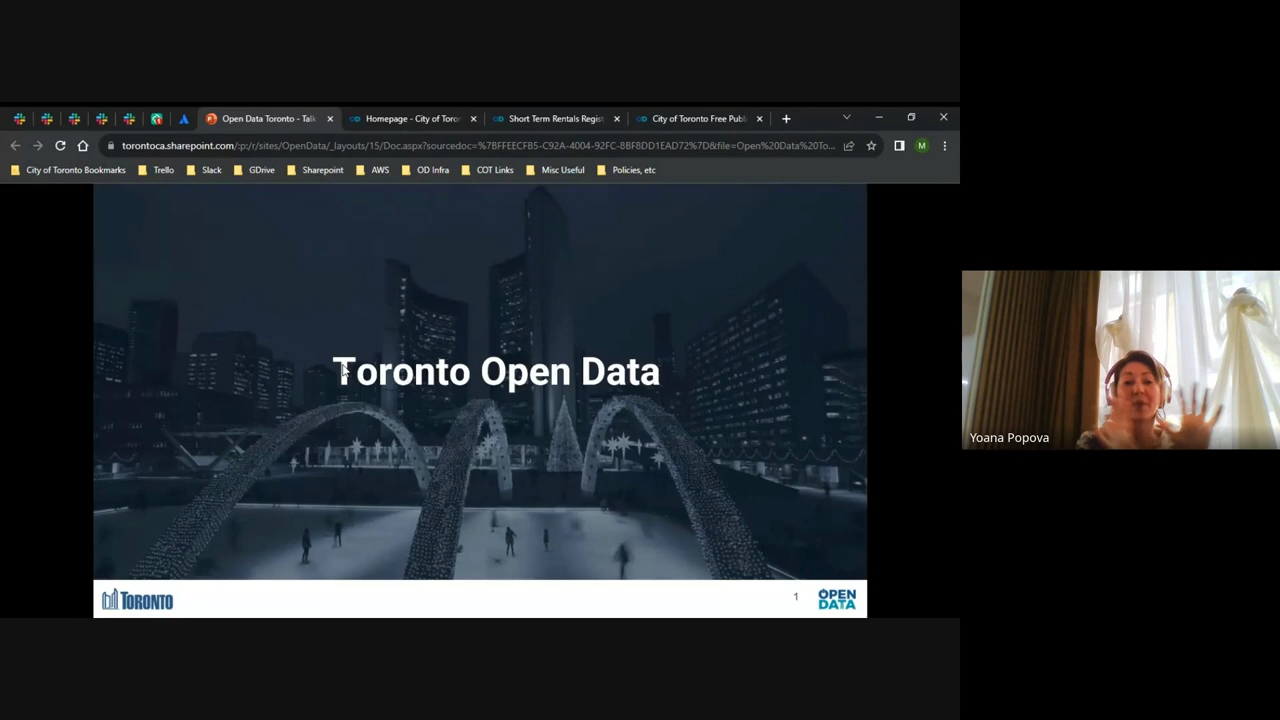 Open Data Toronto - Talk
Homepage - City of Toron
Short Term Rentals Regist
City of Toronto Free Publ
torontoca.sharepoint.com/:p:/r/sites/OpenData/_layouts/15/Doc.aspx?sourcedoc=%7BFFEECFB5-C92A-4004-92FC-8BF8DD1EAD72%7D&file=Open%20Data%20To...
M
City of Toronto Bookmarks
Trello
Slack
GDrive
Sharepoint
AWS
OD Infra
COT Links
Misc Useful
Policies, etc
Toronto Open Data
Yoana Popova
TORONTO
1
OPEN
DATA